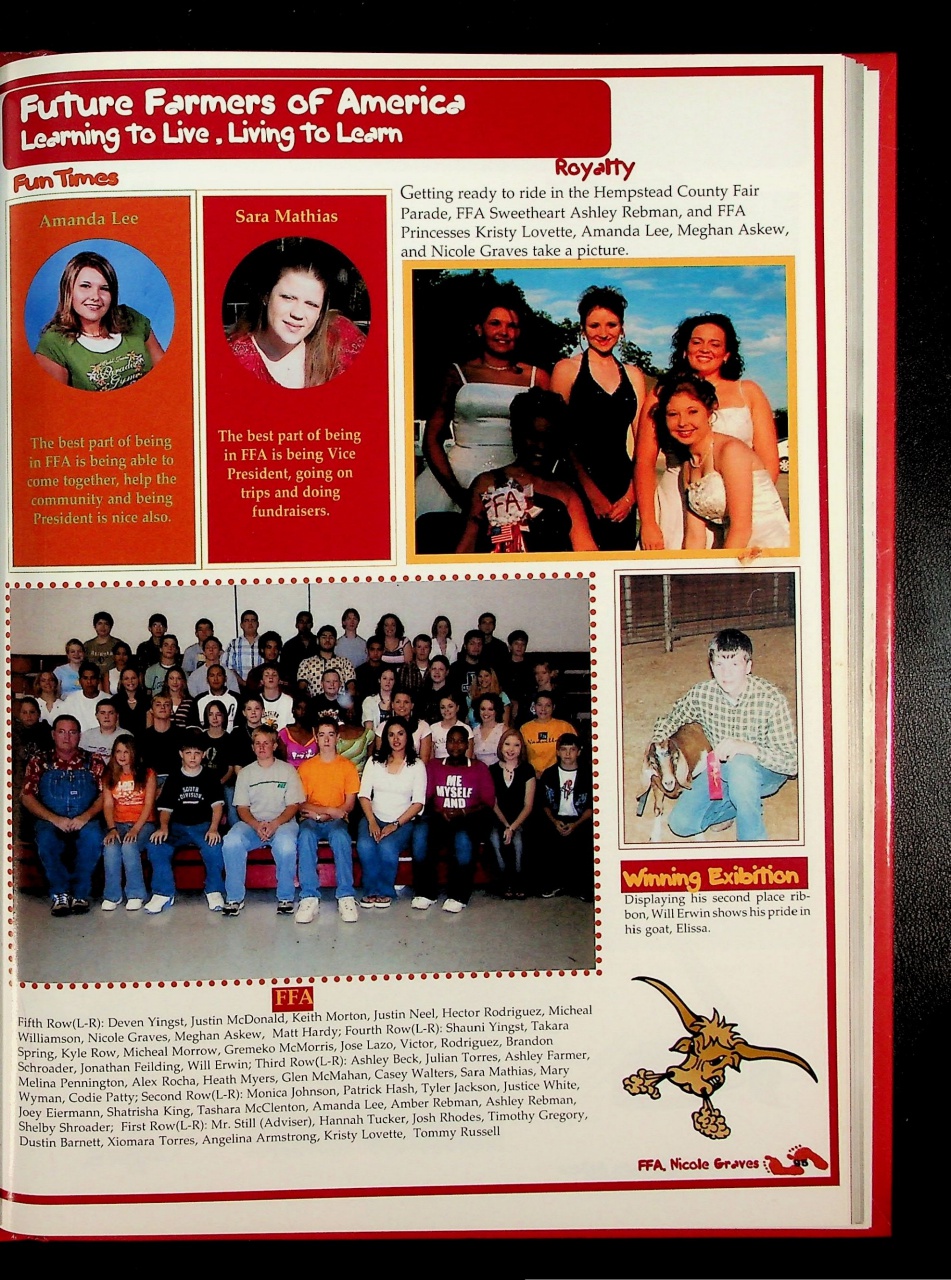 Future Farmers of America
Learning to Live, Living to Learn
Fun Times
Amanda Lee
The best part of being
in FFA is being able to
come together, help the
community and being
President is nice also.
Sara Mathias
The best part of being
in FFA is being Vice
President, going on
trips and doing
fundraisers.
Royalty
Getting ready to ride in the Hempstead County Fair
Parade, FFA Sweetheart Ashley Rebman, and FFA
Princesses Kristy Lovette, Amanda Lee, Meghan Askew,
and Nicole Graves take a picture.
FFA
SOUTH
DIVISION
ME
MYSELF
AND
Winning Exibition
Displaying his second place rib-
bon, Will Erwin shows his pride in
his goat, Elissa.
FFA
Fifth Row(L-R): Deven Yingst, Justin McDonald, Keith Morton, Justin Neel, Hector Rodriguez, Micheal
Williamson, Nicole Graves, Meghan Askew, Matt Hardy; Fourth Row(L-R): Shauni Yingst, Takara
Spring, Kyle Row, Micheal Morrow, Gremeko McMorris, Jose Lazo, Victor, Rodriguez, Brandon
Schroader, Jonathan Feilding, Will Erwin; Third Row(L-R): Ashley Beck, Julian Torres, Ashley Farmer,
Melina Pennington, Alex Rocha, Heath Myers, Glen McMahan, Casey Walters, Sara Mathias, Mary
Wyman, Codie Patty; Second Row(L-R): Monica Johnson, Patrick Hash, Tyler Jackson, Justice White,
Joey Eiermann, Shatrisha King, Tashara McClenton, Amanda Lee, Amber Rebman, Ashley Rebman,
Shelby Shroader; First Row(L-R): Mr. Still (Adviser), Hannah Tucker, Josh Rhodes, Timothy Gregory,
Dustin Barnett, Xiomara Torres, Angelina Armstrong, Kristy Lovette, Tommy Russell
FFA, Nicole Graves